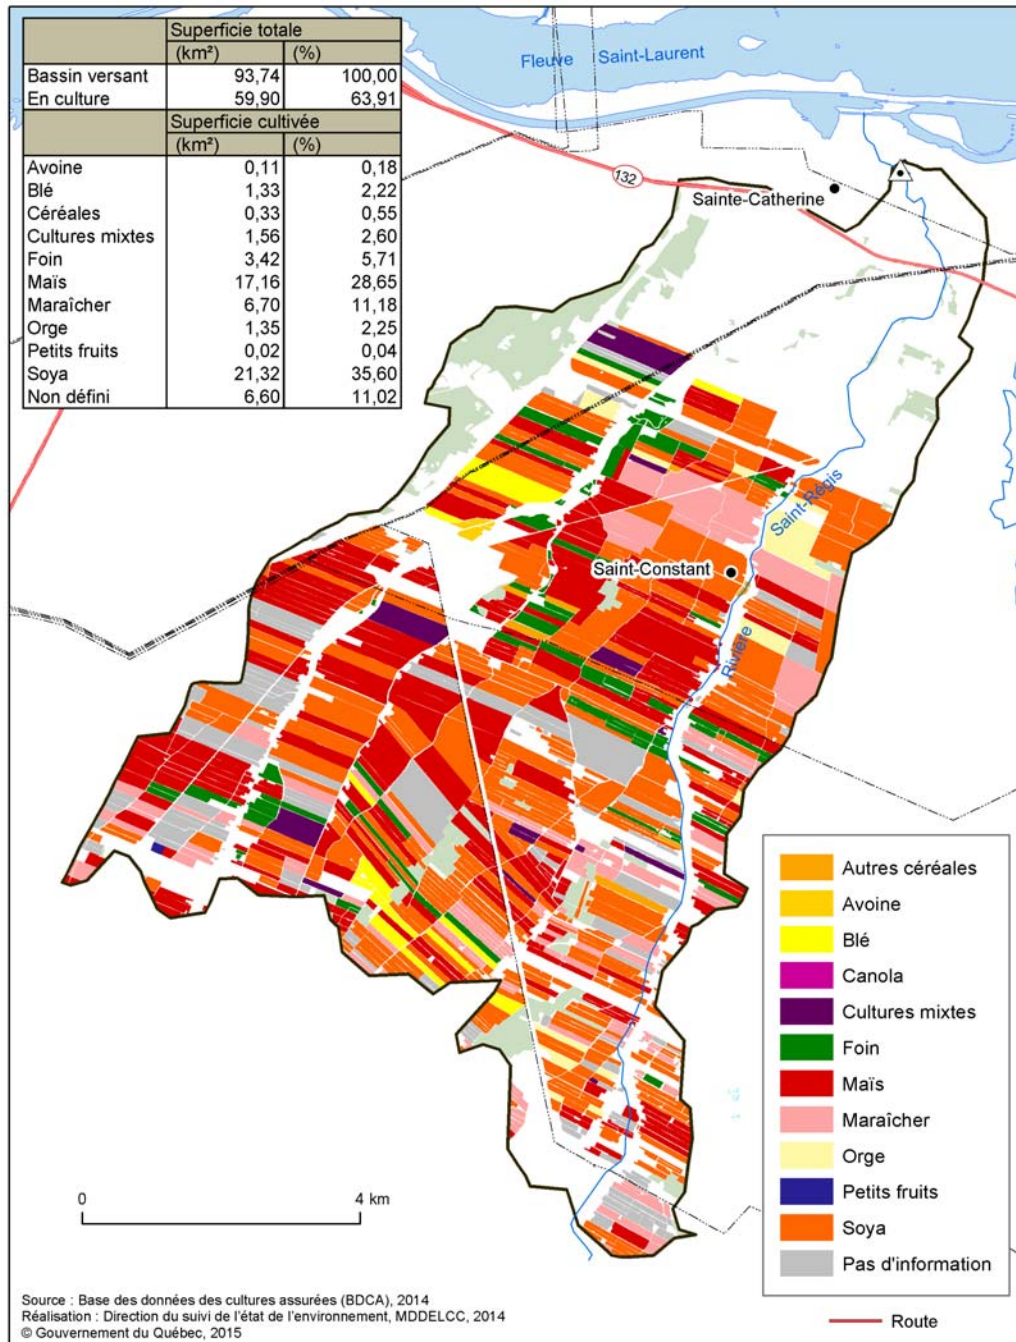 Superficie totale
(km²) (%)
Bassin versant 93,74 100,00
En culture 59,90 63,91
Superficie cultivée
(km²) (%)
Avoine 0,11 0,18
Blé 1,33 2,22
Céréales 0,33 0,55
Cultures mixtes 1,56 2,60
Foin 3,42 5,71
Maïs 17,16 28,65
Maraîcher 6,70 11,18
Orge 1,35 2,25
Petits fruits 0,02 0,04
Soya 21,32 35,60
Non défini 6,60 11,02
Fleuve Saint-Laurent
132
Sainte-Catherine
Saint-Constant
Rivière Saint-Régis
Autres céréales
Avoine
Blé
Canola
Cultures mixtes
Foin
Maïs
Maraîcher
Orge
Petits fruits
Soya
Pas d'information
Route
0 4 km
Source : Base des données des cultures assurées (BDCA), 2014
Réalisation : Direction du suivi de l'état de l'environnement, MDDELCC, 2014
© Gouvernement du Québec, 2015